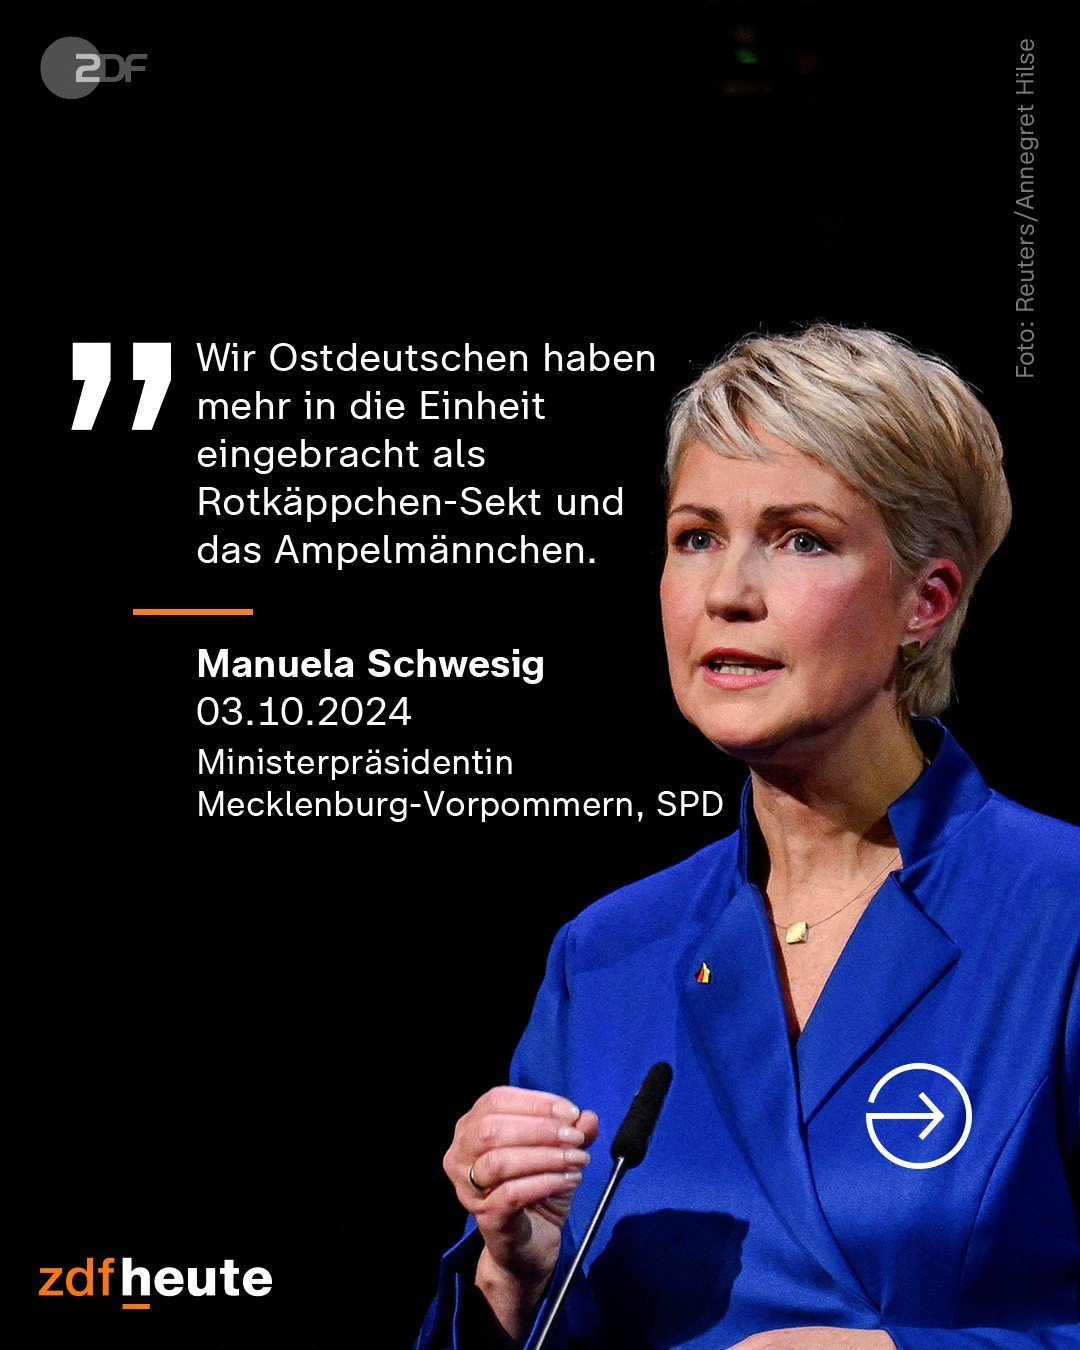 ZDF
Foto: Reuters/Annegret Hilse
" Wir Ostdeutschen haben
mehr in die Einheit
eingebracht als
Rotkäppchen-Sekt und
das Ampelmännchen.
Manuela Schwesig
03.10.2024
Ministerpräsidentin
Mecklenburg-Vorpommern, SPD
zdfheute